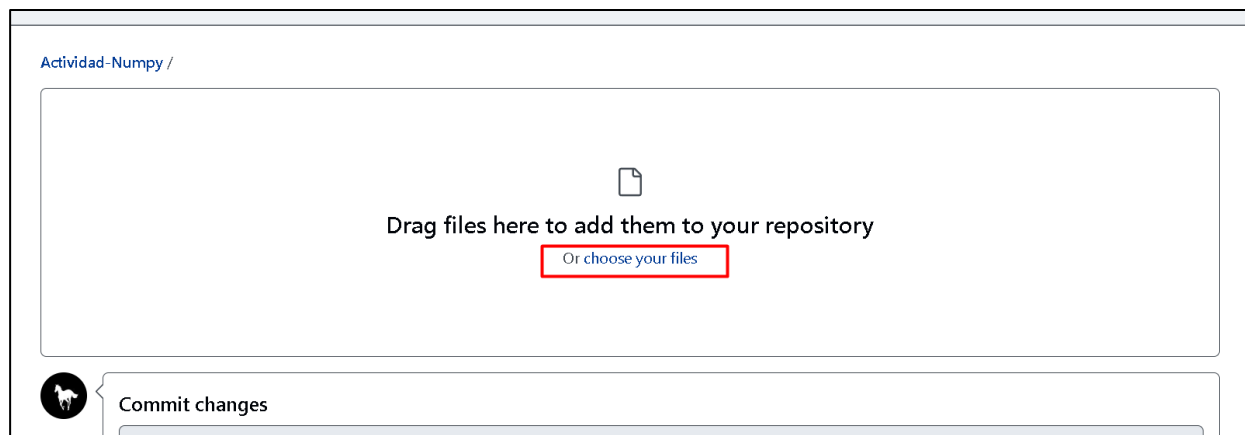 Actividad-Numpy /
Drag files here to add them to your repository
Or choose your files
Commit changes